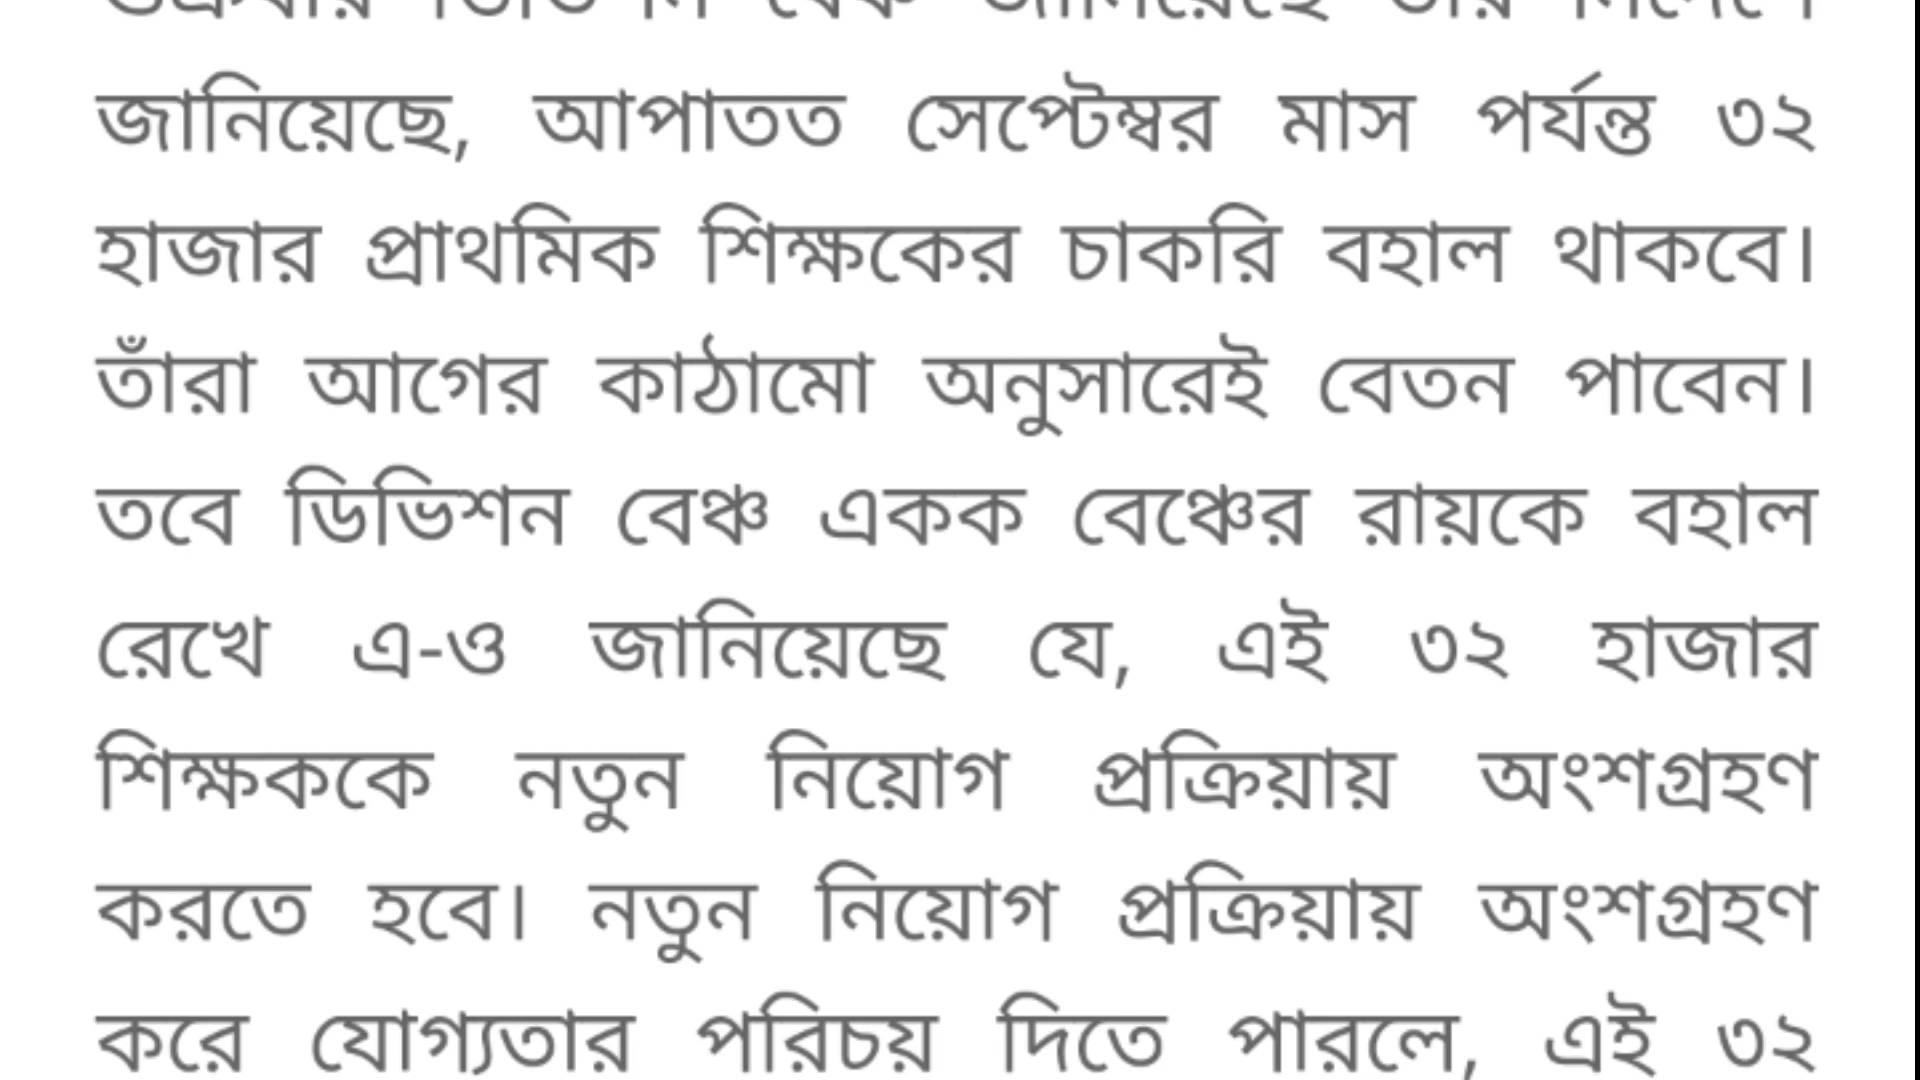 জানিয়েছে, আপাতত সেপ্টেম্বর মাস পর্যন্ত ৩২
হাজার প্রাথমিক শিক্ষকের চাকরি বহাল থাকবে।
তাঁরা আগের কাঠামো অনুসারেই বেতন পাবেন।
তবে ডিভিশন বেঞ্চ একক বেঞ্চের রায়কে বহাল
রেখে এ-ও জানিয়েছে যে, এই ৩২ হাজার
শিক্ষককে নতুন নিয়োগ প্রক্রিয়ায় অংশগ্রহণ
করতে হবে। নতুন নিয়োগ প্রক্রিয়ায় অংশগ্রহণ
করে যোগ্যতার পরিচয় দিতে পারলে, এই ৩২